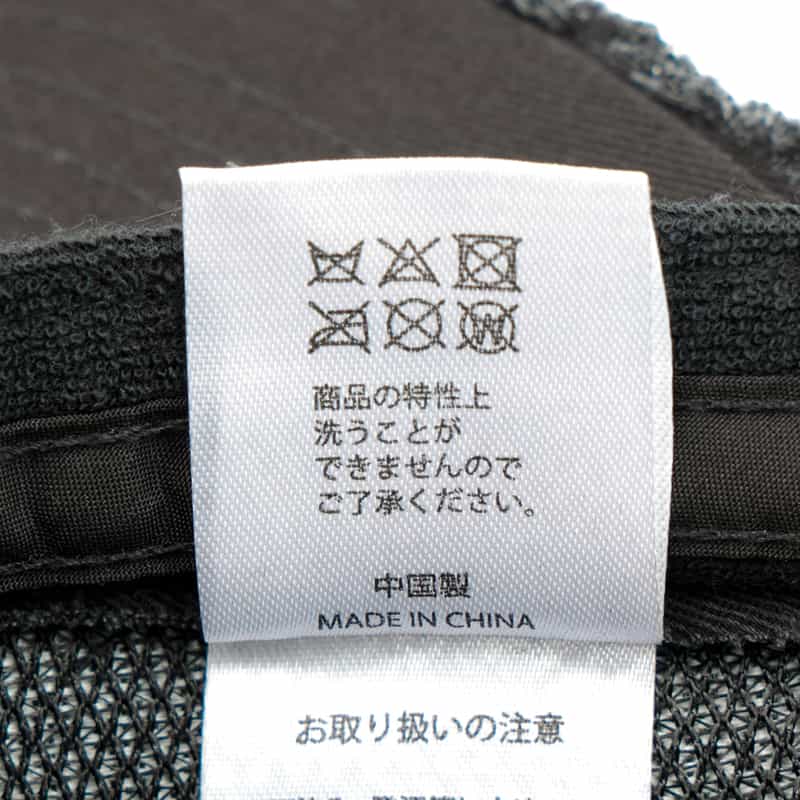 W
商品の特性上
洗うことが
できませんので
ご了承ください。
中国製
MADE IN CHINA
お取り扱いの注意